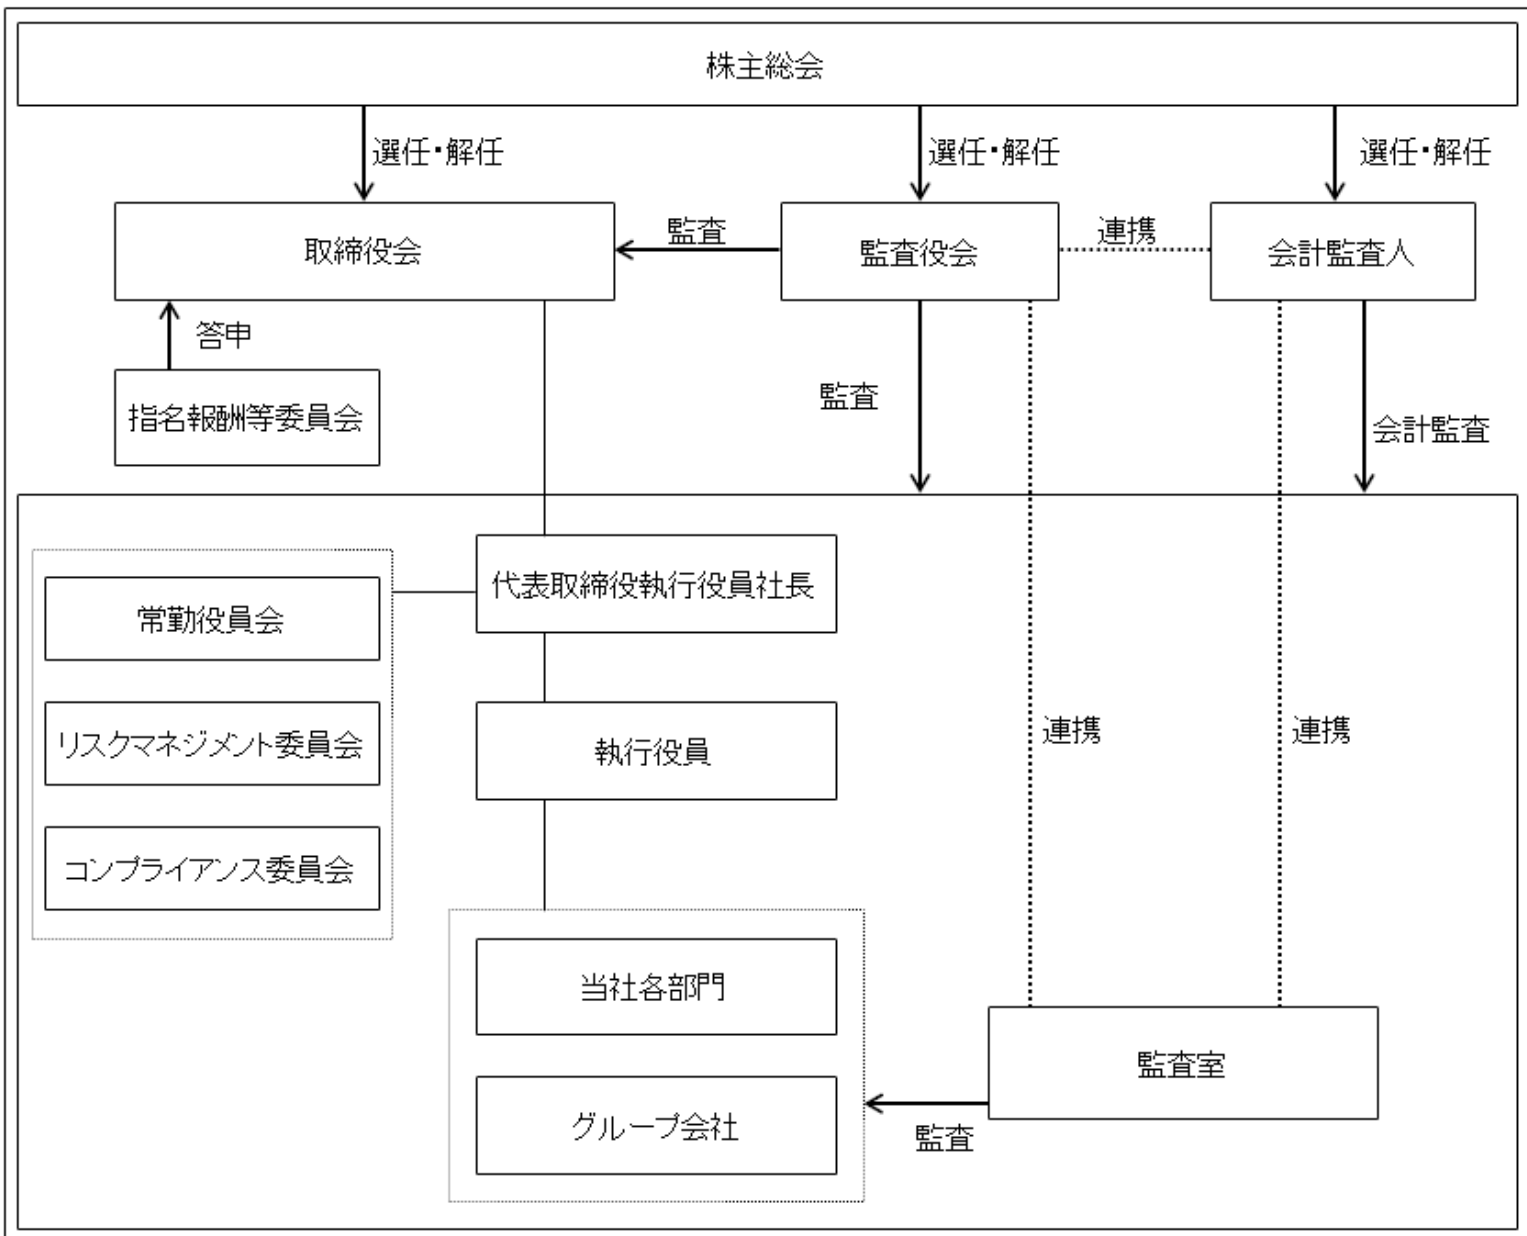 株主総会
選任・解任
選任・解任
選任・解任
取締役会
監査
監査役会
連携
会計監査人
答申
指名報酬等委員会
監査
会計監査
代表取締役執行役員社長
常勤役員会
リスクマネジメント委員会
執行役員
連携
連携
コンプライアンス委員会
当社各部門
監査室
グループ会社
監査